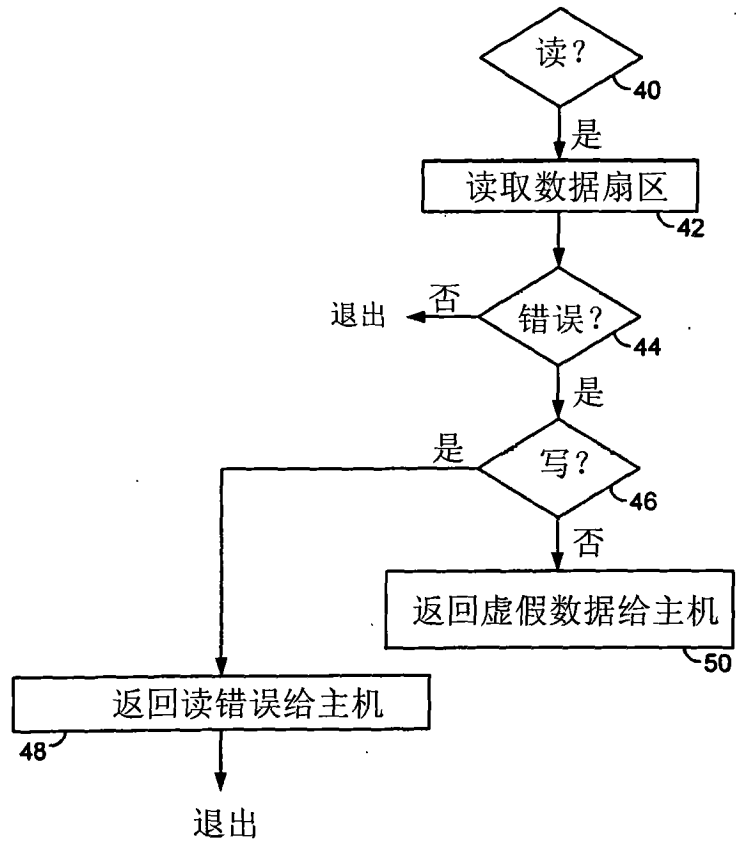 读？
40
是
读取数据扇区
42
否
退出
错误？
44
是
是
写？
46
否
返回虚假数据给主机
50
返回读错误给主机
48
退出